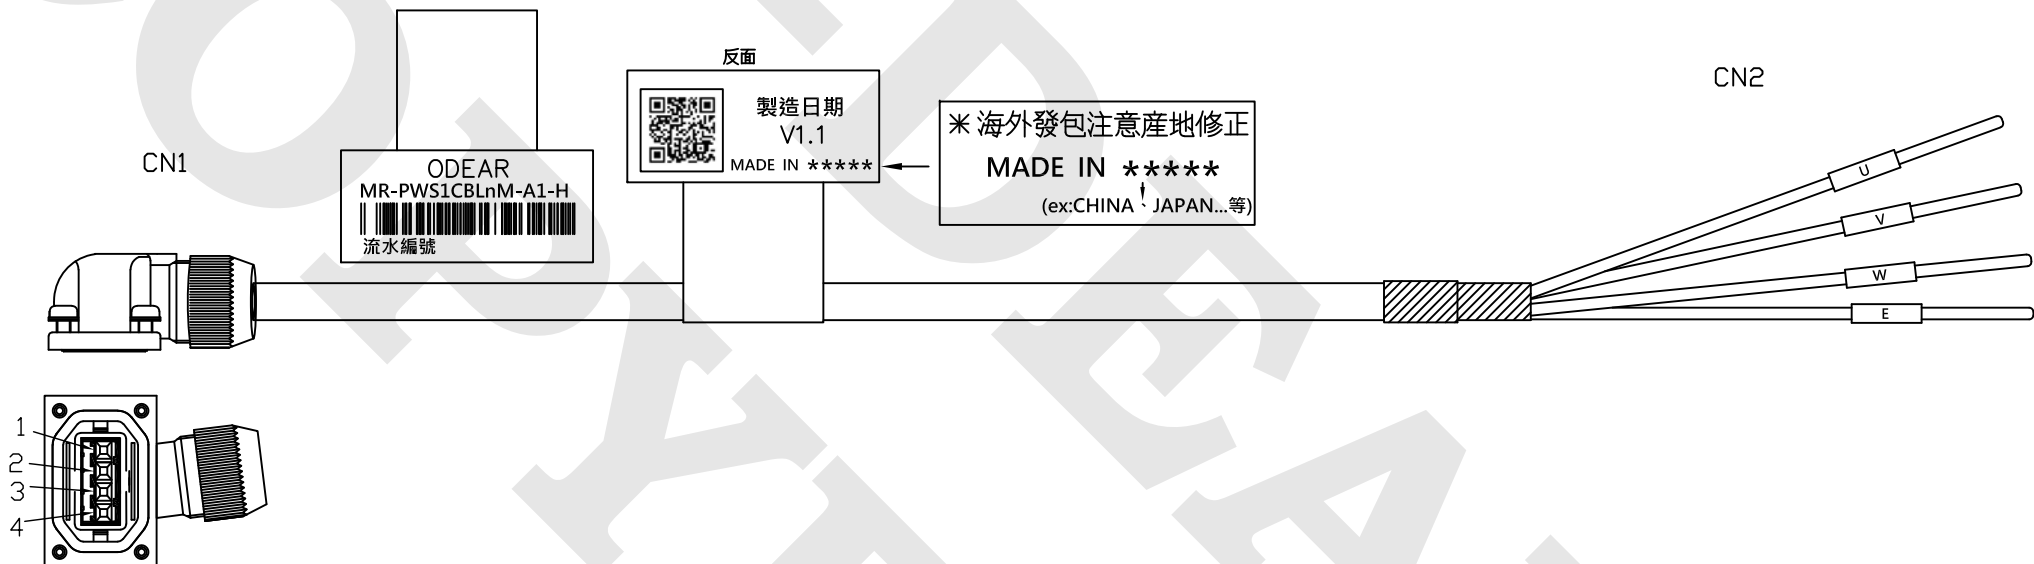 反面
CN2
製造日期
V1.1
MADE IN *****
※ 海外發包注意産地修正
MADE IN *****
(ex:CHINA、JAPAN...等)
CN1
ODEAR
MR-PWS1CBLnM-A1-H
流水編號
U
V
W
E
1
2
3
4